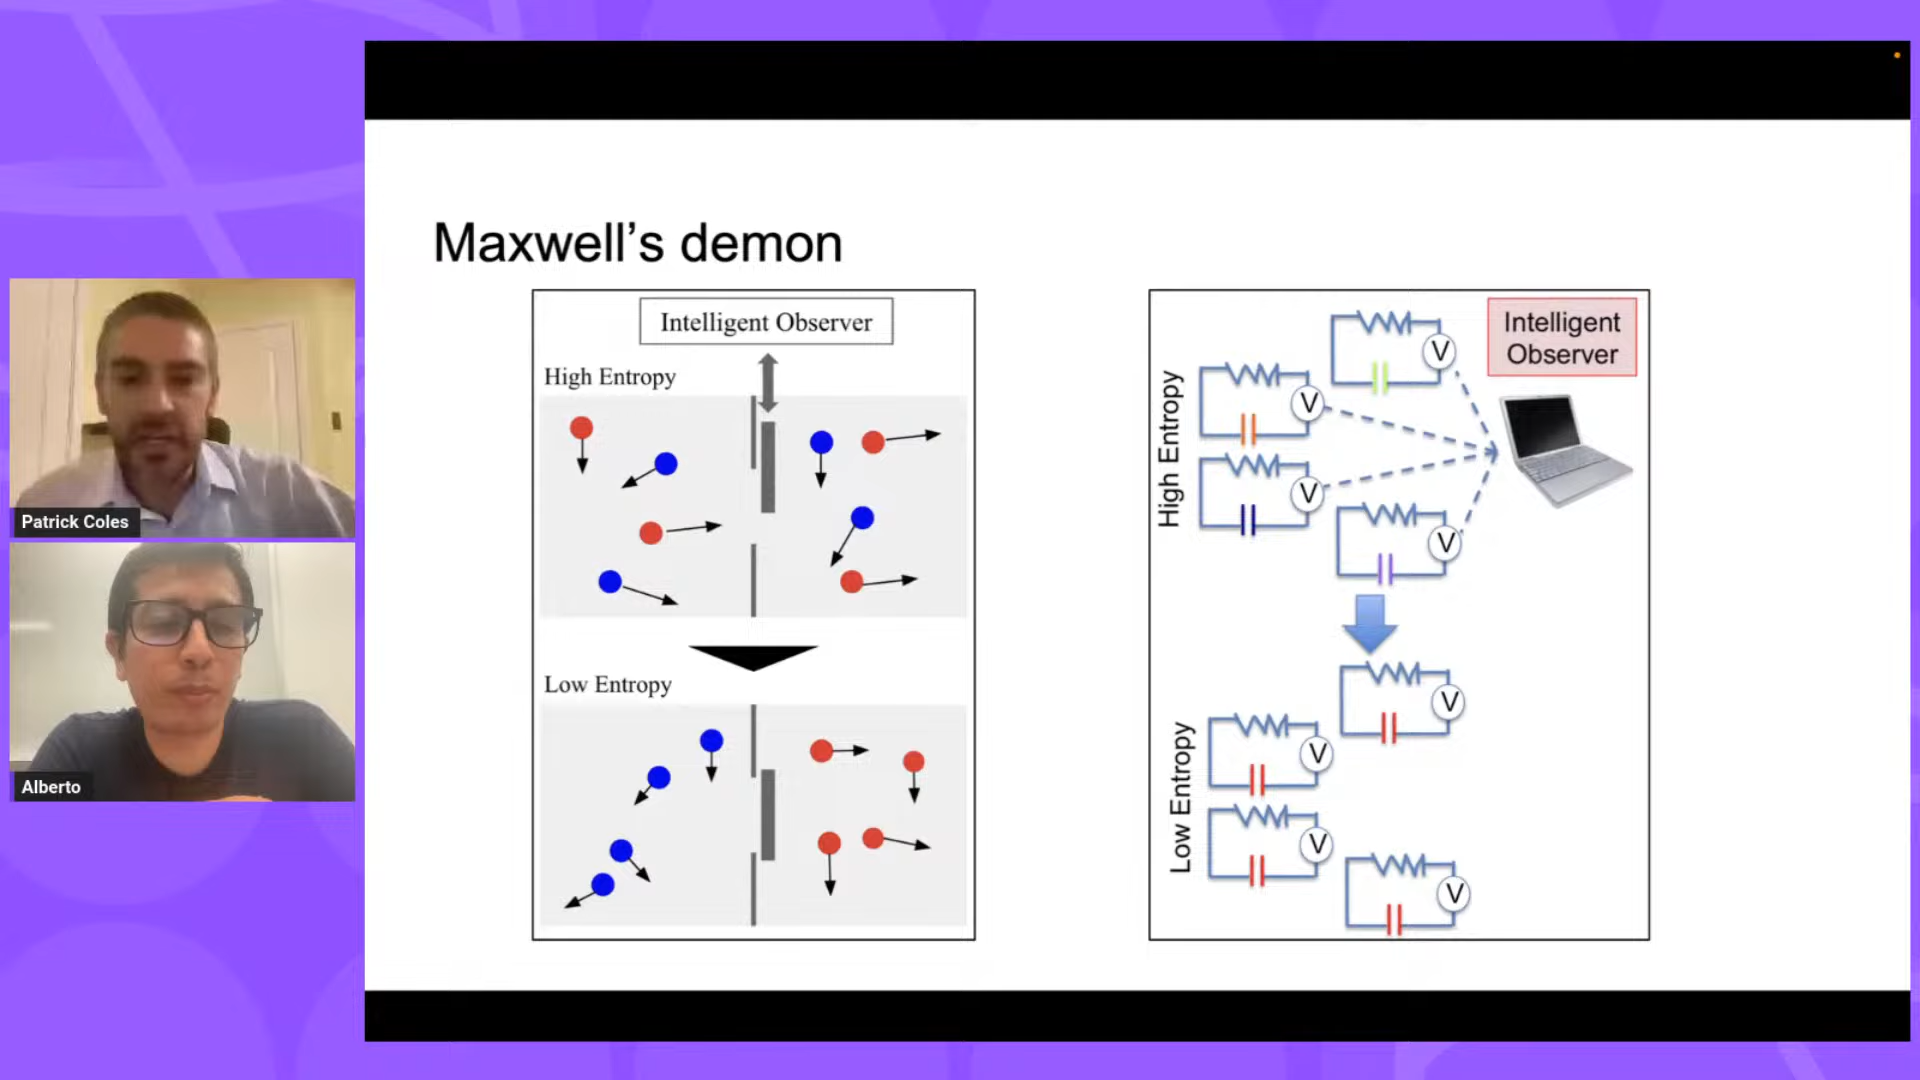 Maxwell's demon
Intelligent Observer
High Entropy
Low Entropy
Intelligent
Observer
High Entropy
V
V
V
V
Low Entropy
V
V
V
V
Patrick Coles
Alberto